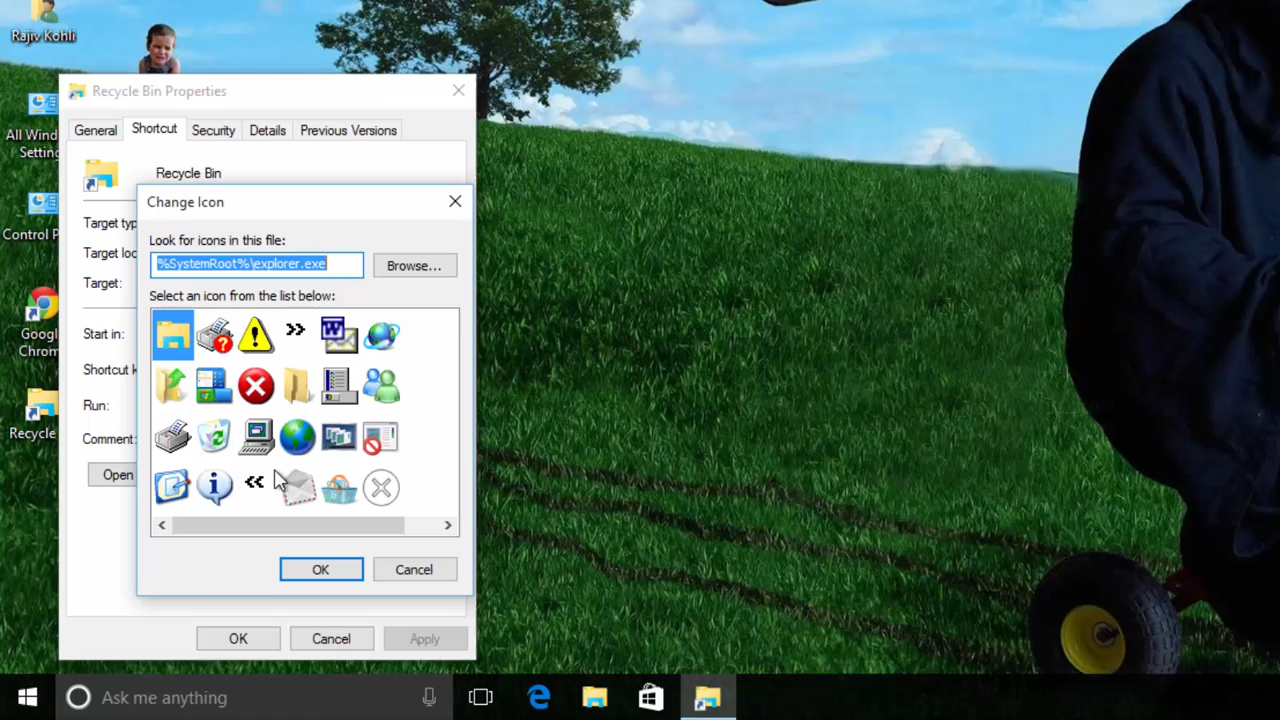 Rajiv Kohli
All Wind
Setting
Control P
Googl
Chrom
Recycle
Recycle Bin Properties
General
Shortcut
Security
Details
Previous Versions
Recycle Bin
Target typ
Target loc
Target:
Start in:
Shortcut k
Run:
Comment:
Open
Change Icon
Look for icons in this file:
%SystemRoot%\explorer.exe
Browse...
Select an icon from the list below:
OK
Cancel
OK
Cancel
Apply
Ask me anything